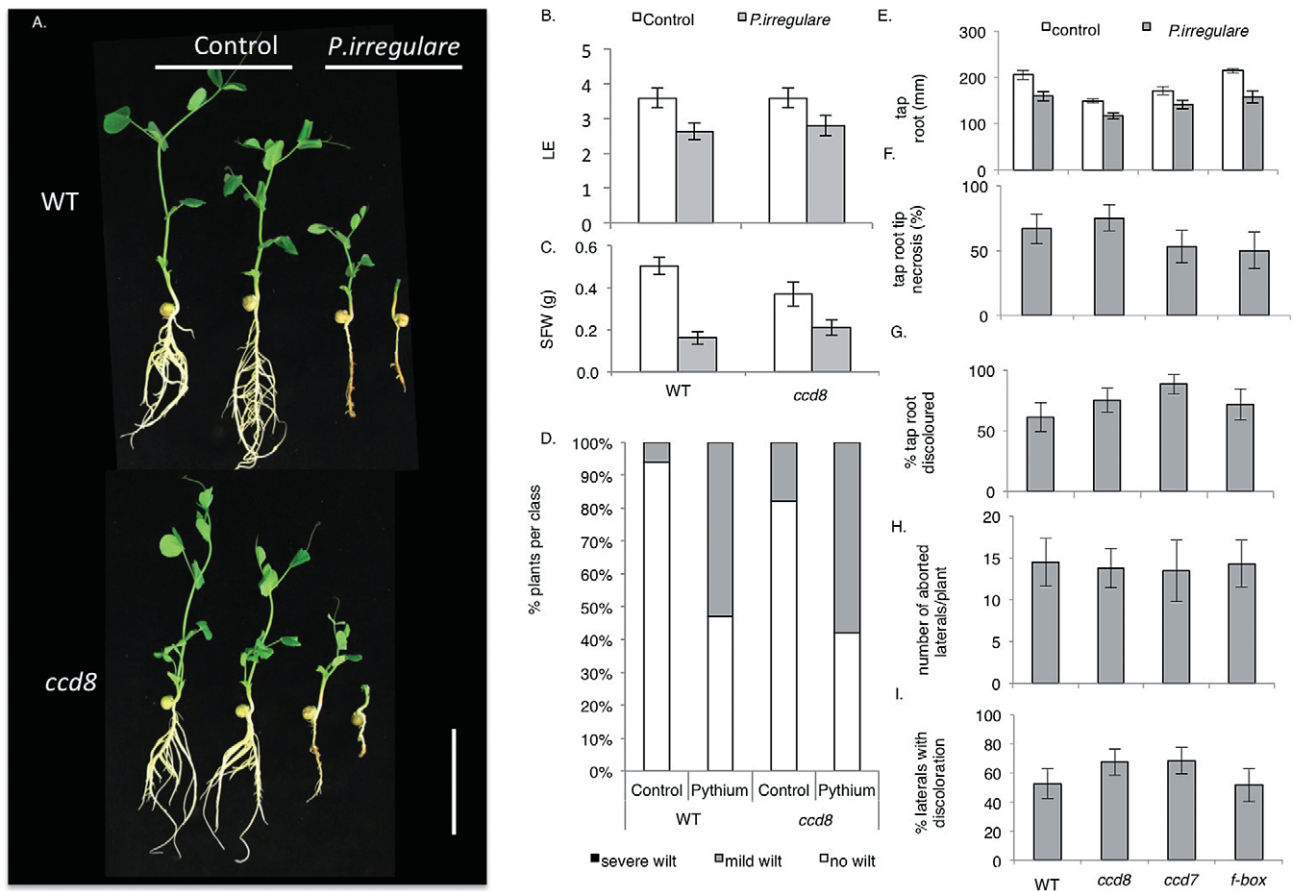 A.
Control
P.irregulare
WT
ccd8
B.
Control
P.irregulare
LE
5
4
3
2
1
0
C.
SFW (g)
0.6
0.4
0.2
0.0
WT
ccd8
D.
% plants per class
100%
90%
80%
70%
60%
50%
40%
30%
20%
10%
0%
Control
Pythium
Control
Pythium
WT
ccd8
severe wilt
mild wilt
no wilt
E.
control
P.irregulare
tap
root (mm)
300
200
100
0
F.
tap root tip
necrosis (%)
100
50
0
G.
% tap root
discoloured
100
50
0
H.
number of aborted
laterals/plant
20
15
10
5
0
I.
% laterals with
discoloration
100
80
60
40
20
0
WT
ccd8
ccd7
f-box